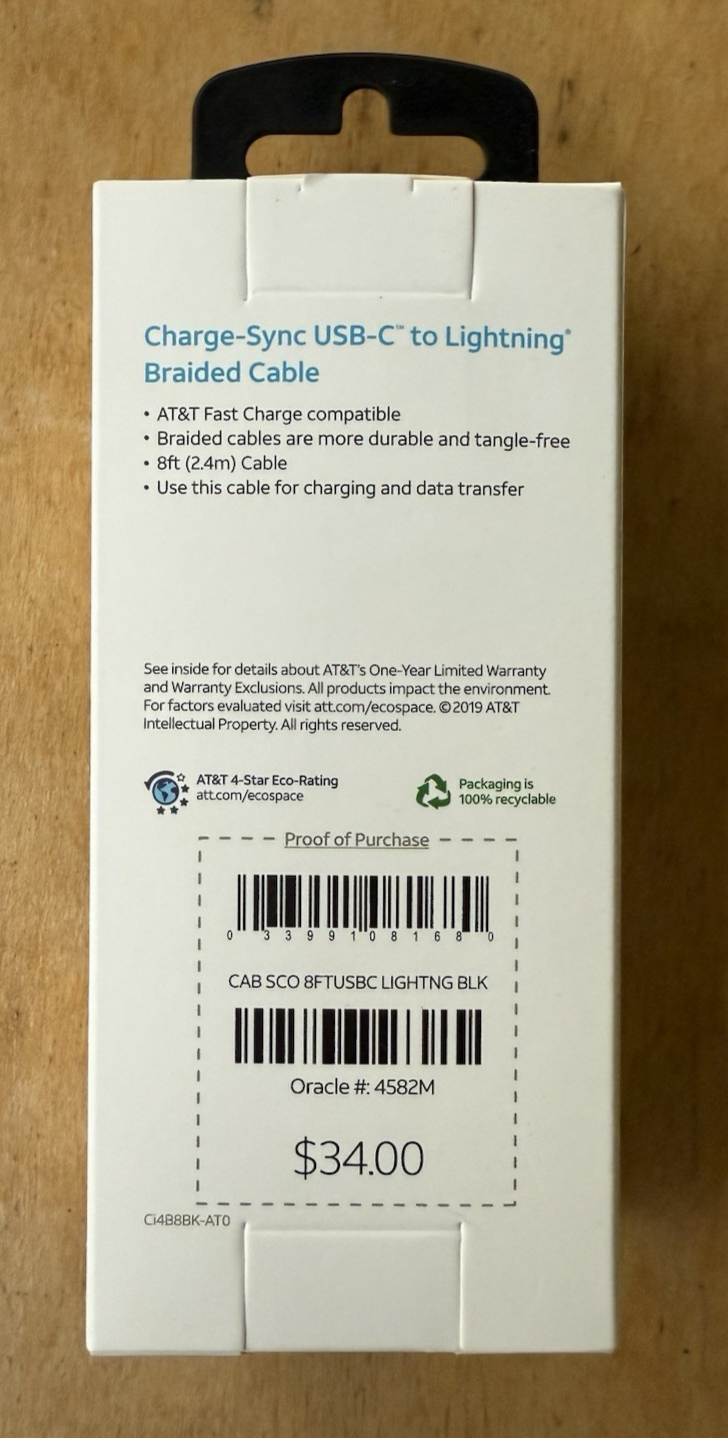 Charge-Sync USB-C™ to Lightning®
Braided Cable
• AT&T Fast Charge compatible
• Braided cables are more durable and tangle-free
• 8ft (2.4m) Cable
• Use this cable for charging and data transfer
See inside for details about AT&T's One-Year Limited Warranty
and Warranty Exclusions. All products impact the environment.
For factors evaluated visit att.com/ecospace. ©2019 AT&T
Intellectual Property. All rights reserved.
AT&T 4-Star Eco-Rating
att.com/ecospace
Packaging is
100% recyclable
Proof of Purchase
0 33991 08168 0
CAB SCO 8FTUSBC LIGHTNG BLK
Oracle #: 4582M
$34.00
Ci4B8BK-AT0